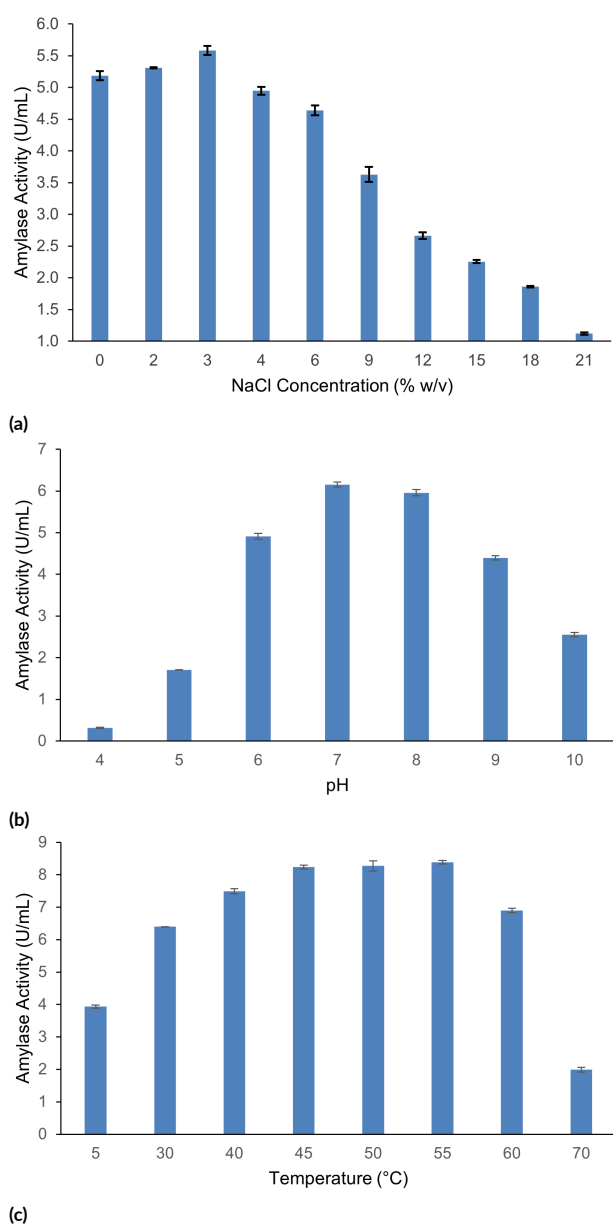 6.0
5.5
5.0
4.5
4.0
3.5
3.0
2.5
2.0
1.5
1.0
Amylase Activity (U/mL)
0 2 3 4 6 9 12 15 18 21
NaCl Concentration (% w/v)
(a)
7
6
5
4
3
2
1
0
Amylase Activity (U/mL)
4 5 6 7 8 9 10
pH
(b)
9
8
7
6
5
4
3
2
1
0
Amylase Activity (U/mL)
5 30 40 45 50 55 60 70
Temperature (°C)
(c)